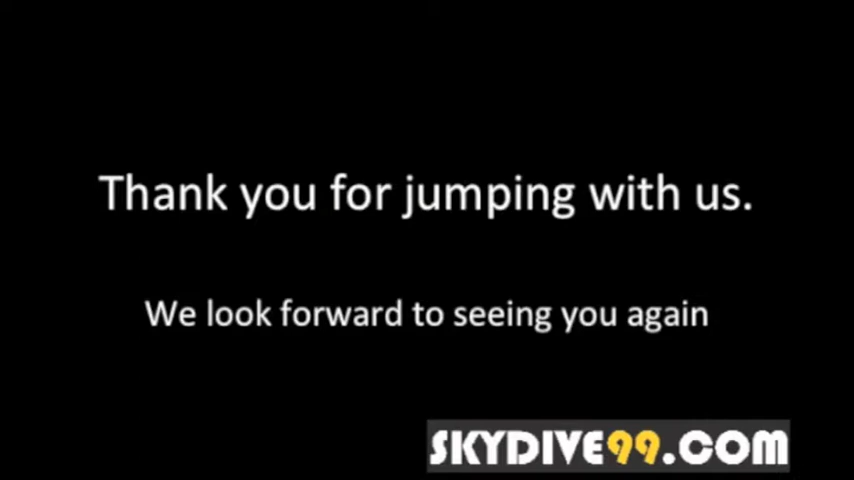 Thank you for jumping with us.
We look forward to seeing you again
SKYDIVE99.COM